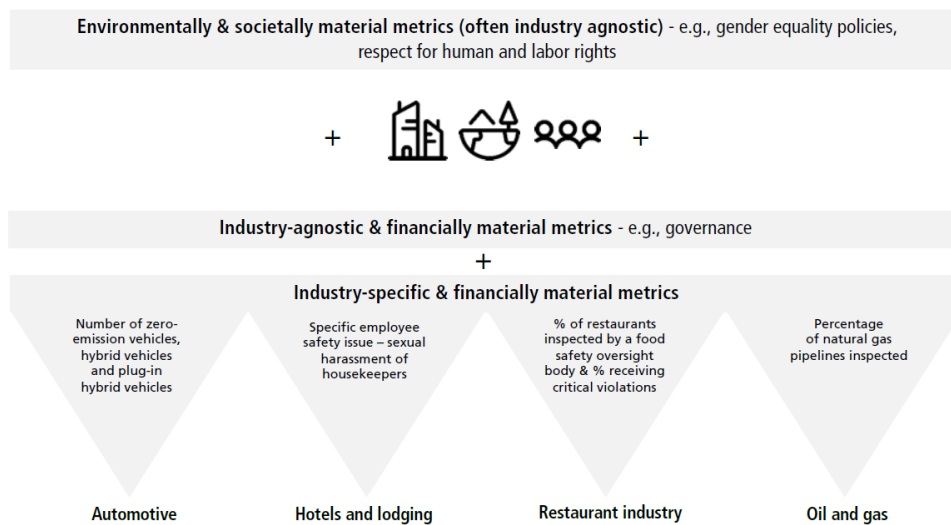 Environmentally & societally material metrics (often industry agnostic) - e.g., gender equality policies,
respect for human and labor rights
+ +
Industry-agnostic & financially material metrics - e.g., governance
+
Industry-specific & financially material metrics
Number of zero-
emission vehicles,
hybrid vehicles
and plug-in
hybrid vehicles
Specific employee
safety issue – sexual
harassment of
housekeepers
% of restaurants
inspected by a food
safety oversight
body & % receiving
critical violations
Percentage
of natural gas
pipelines inspected
Automotive
Hotels and lodging
Restaurant industry
Oil and gas